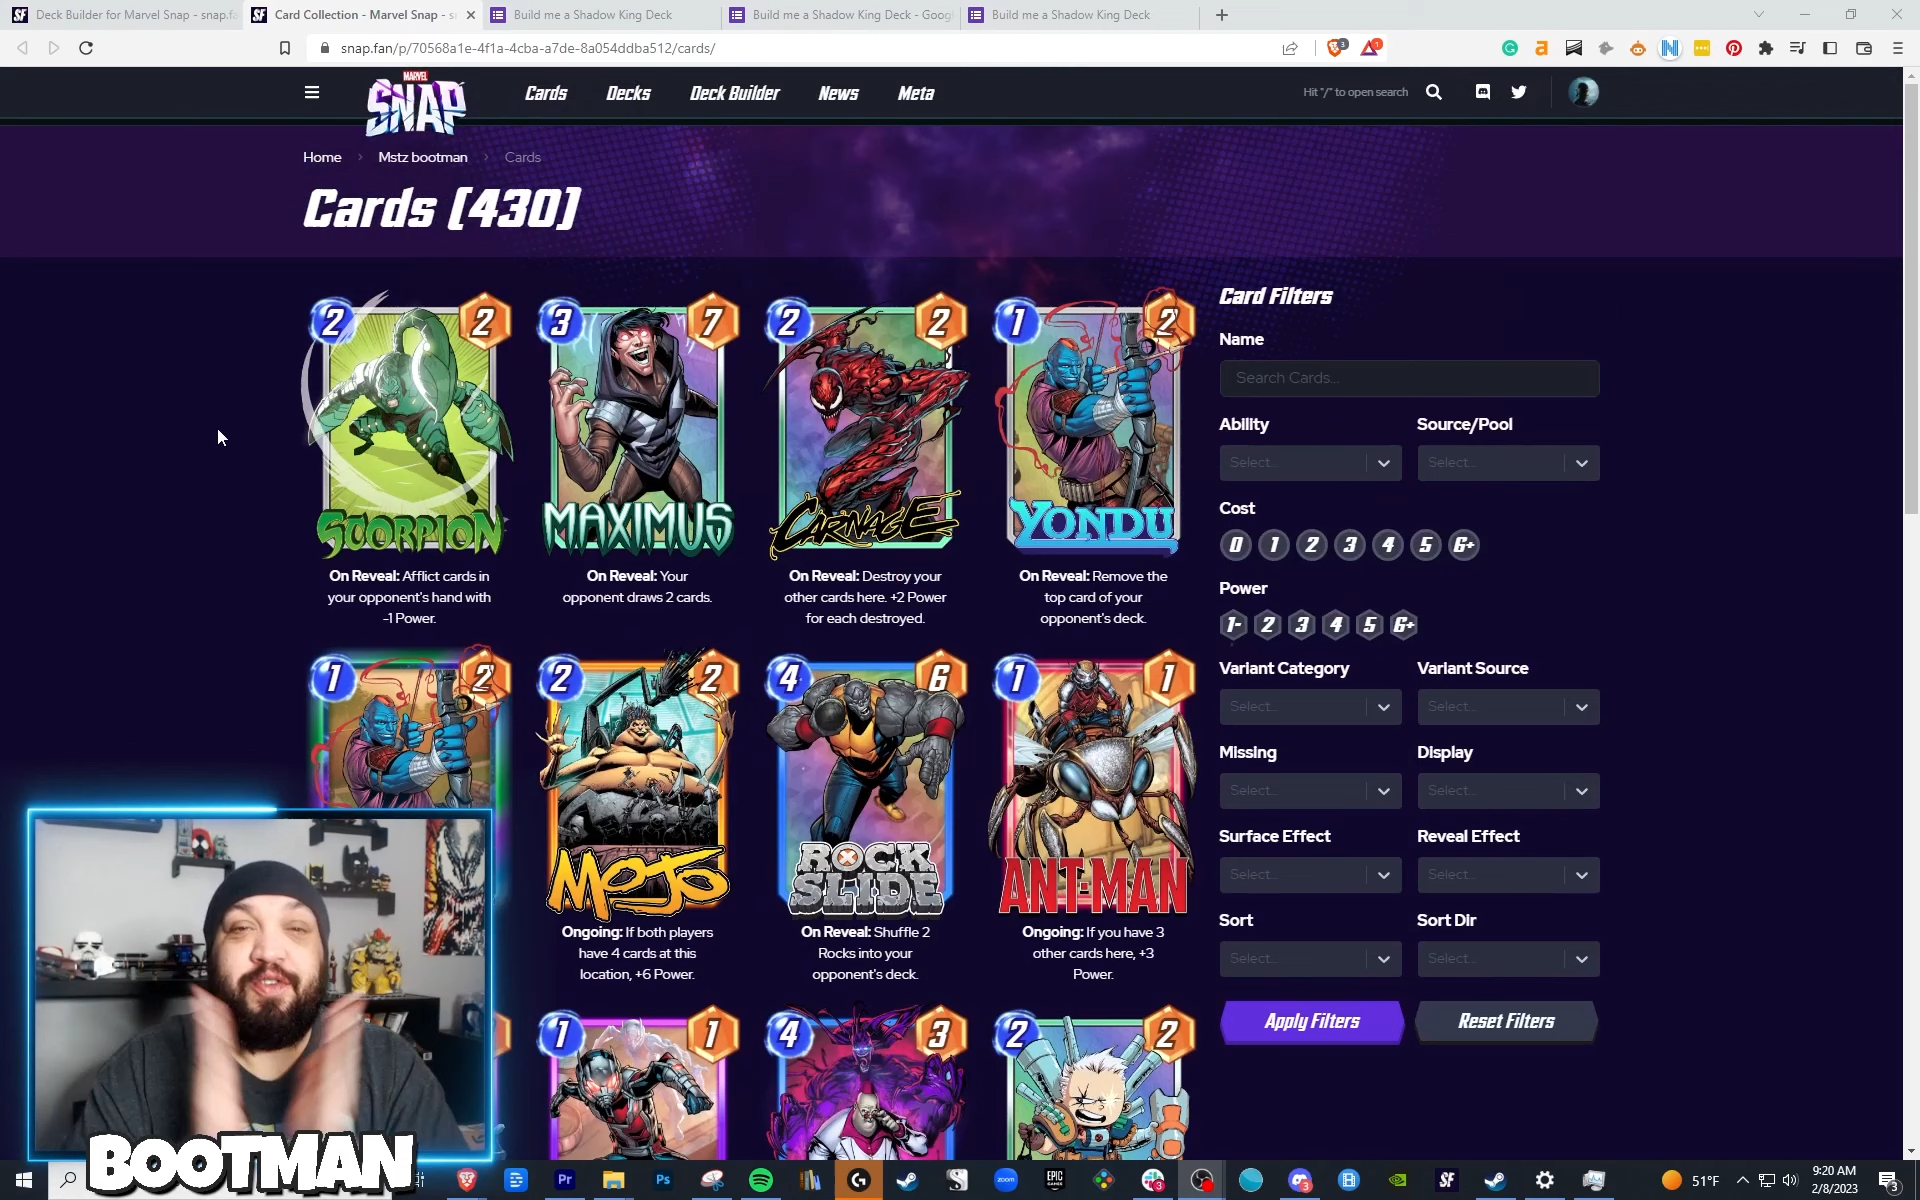 Deck Builder for Marvel Snap - snap.fa
Card Collection - Marvel Snap - s
Build me a Shadow King Deck
Build me a Shadow King Deck - Goog
Build me a Shadow King Deck
snap.fan/p/70568a1e-4f1a-4cba-a7de-8a054ddba512/cards/
MARVEL
SNAP
Cards
Decks
Deck Builder
News
Meta
Hit "/" to open search
Home
Mstz bootman
Cards
Cards (430)
2
2
SCORPION
On Reveal: Afflict cards in
your opponent's hand with
-1 Power.
3
7
MAXIMUS
On Reveal: Your
opponent draws 2 cards.
2
2
CARNAGE
On Reveal: Destroy your
other cards here. +2 Power
for each destroyed.
1
2
YONDU
On Reveal: Remove the
top card of your
opponent's deck.
1
2
2
2
MOJO
Ongoing: If both players
have 4 cards at this
location, +6 Power.
4
6
ROCK
SLIDE
On Reveal: Shuffle 2
Rocks into your
opponent's deck.
1
1
ANT-MAN
Ongoing: If you have 3
other cards here, +3
Power.
1
1
4
3
2
2
Card Filters
Name
Search Cards...
Ability
Source/Pool
Select...
Select...
Cost
0 1 2 3 4 5 6+
Power
1- 2 3 4 5 6+
Variant Category
Variant Source
Select...
Select...
Missing
Display
Select...
Select...
Surface Effect
Reveal Effect
Select...
Select...
Sort
Sort Dir
Select...
Select...
Apply Filters
Reset Filters
BOOTMAN
51°F
9:20 AM
2/8/2023